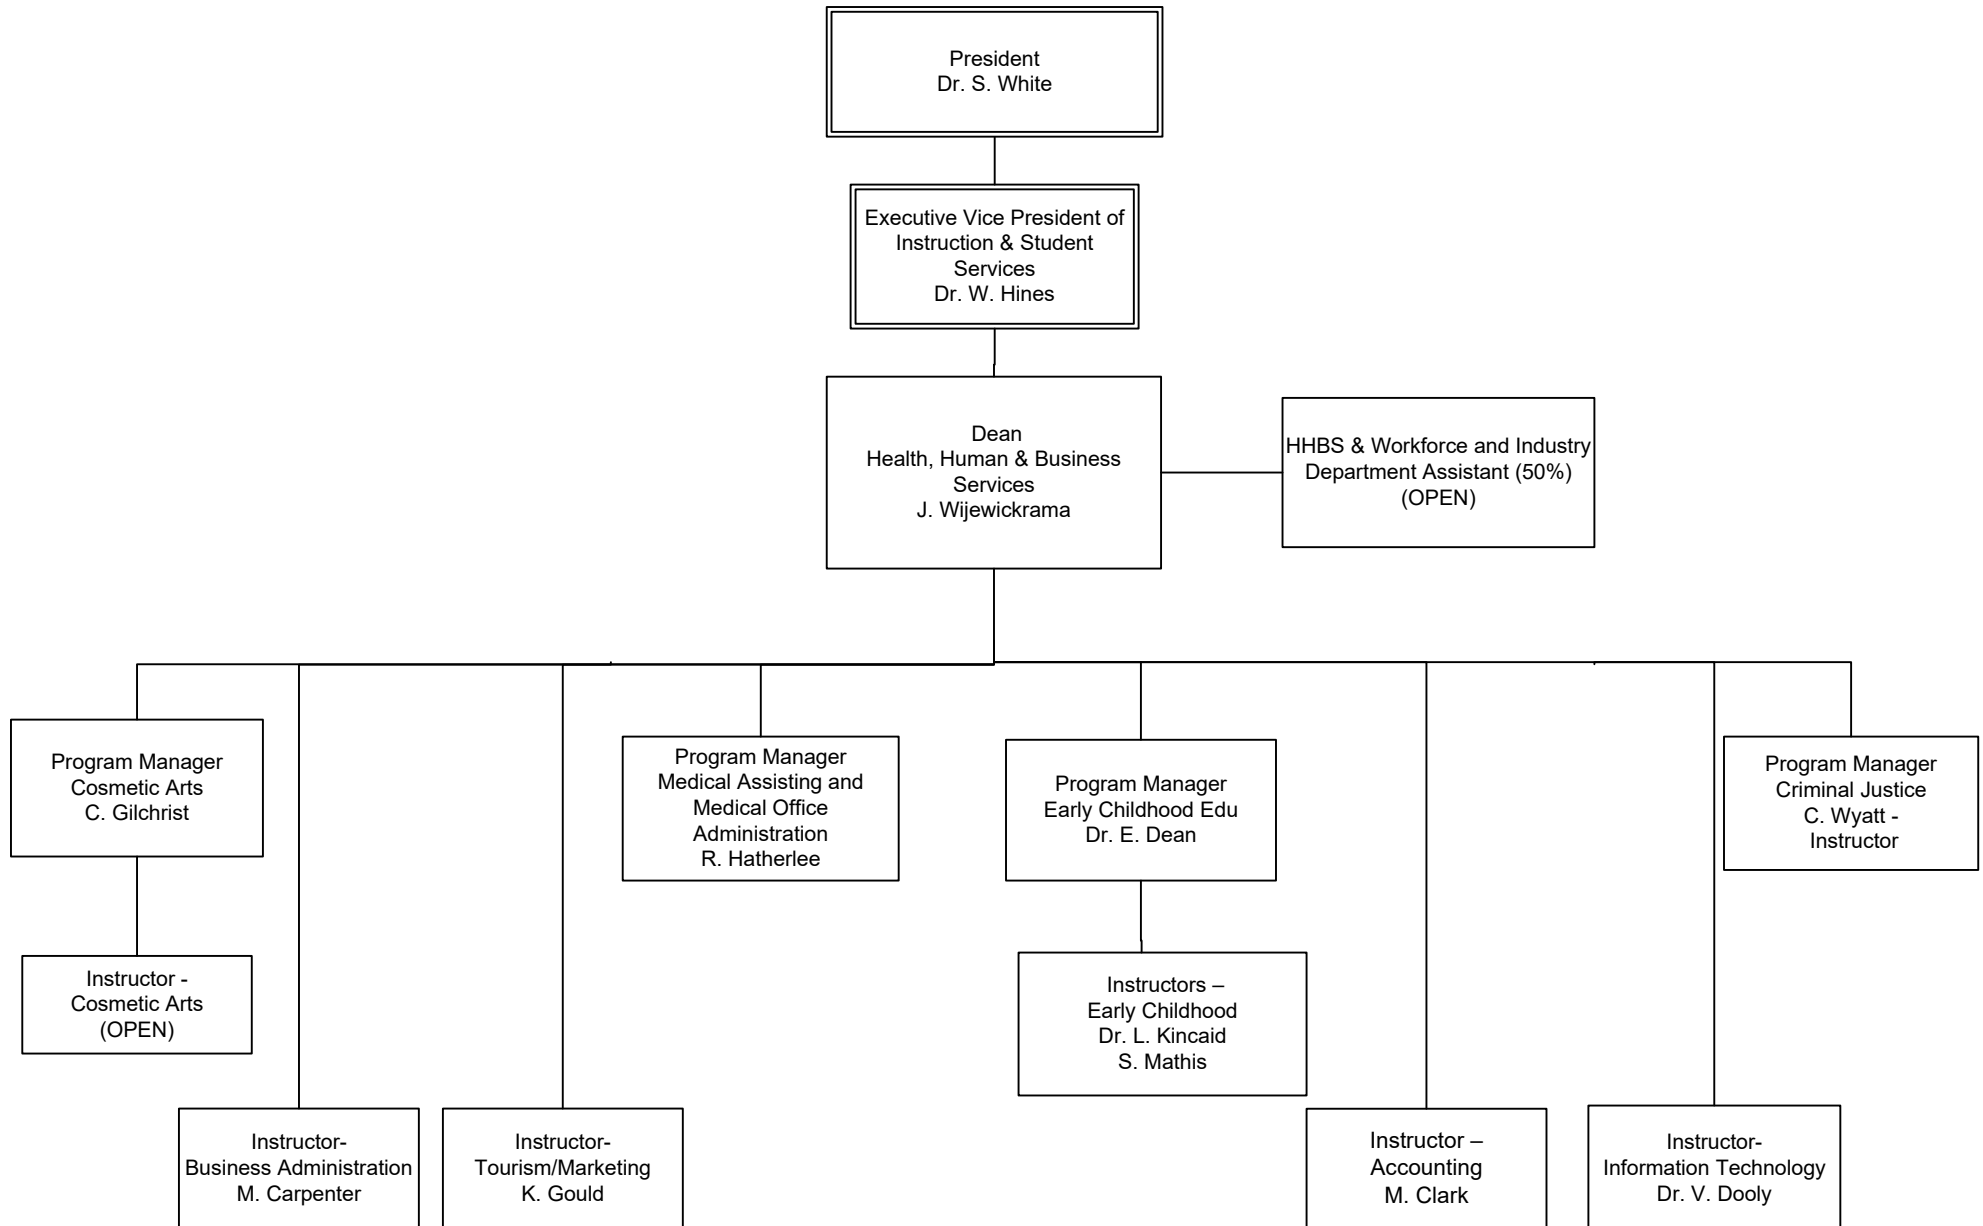 President
Dr. S. White
Executive Vice President of
Instruction & Student
Services
Dr. W. Hines
Dean
Health, Human & Business
Services
J. Wijewickrama
HHBS & Workforce and Industry
Department Assistant (50%)
(OPEN)
Program Manager
Cosmetic Arts
C. Gilchrist
Program Manager
Medical Assisting and
Medical Office
Administration
R. Hatherlee
Program Manager
Early Childhood Edu
Dr. E. Dean
Program Manager
Criminal Justice
C. Wyatt -
Instructor
Instructor -
Cosmetic Arts
(OPEN)
Instructors –
Early Childhood
Dr. L. Kincaid
S. Mathis
Instructor-
Business Administration
M. Carpenter
Instructor-
Tourism/Marketing
K. Gould
Instructor –
Accounting
M. Clark
Instructor-
Information Technology
Dr. V. Dooly